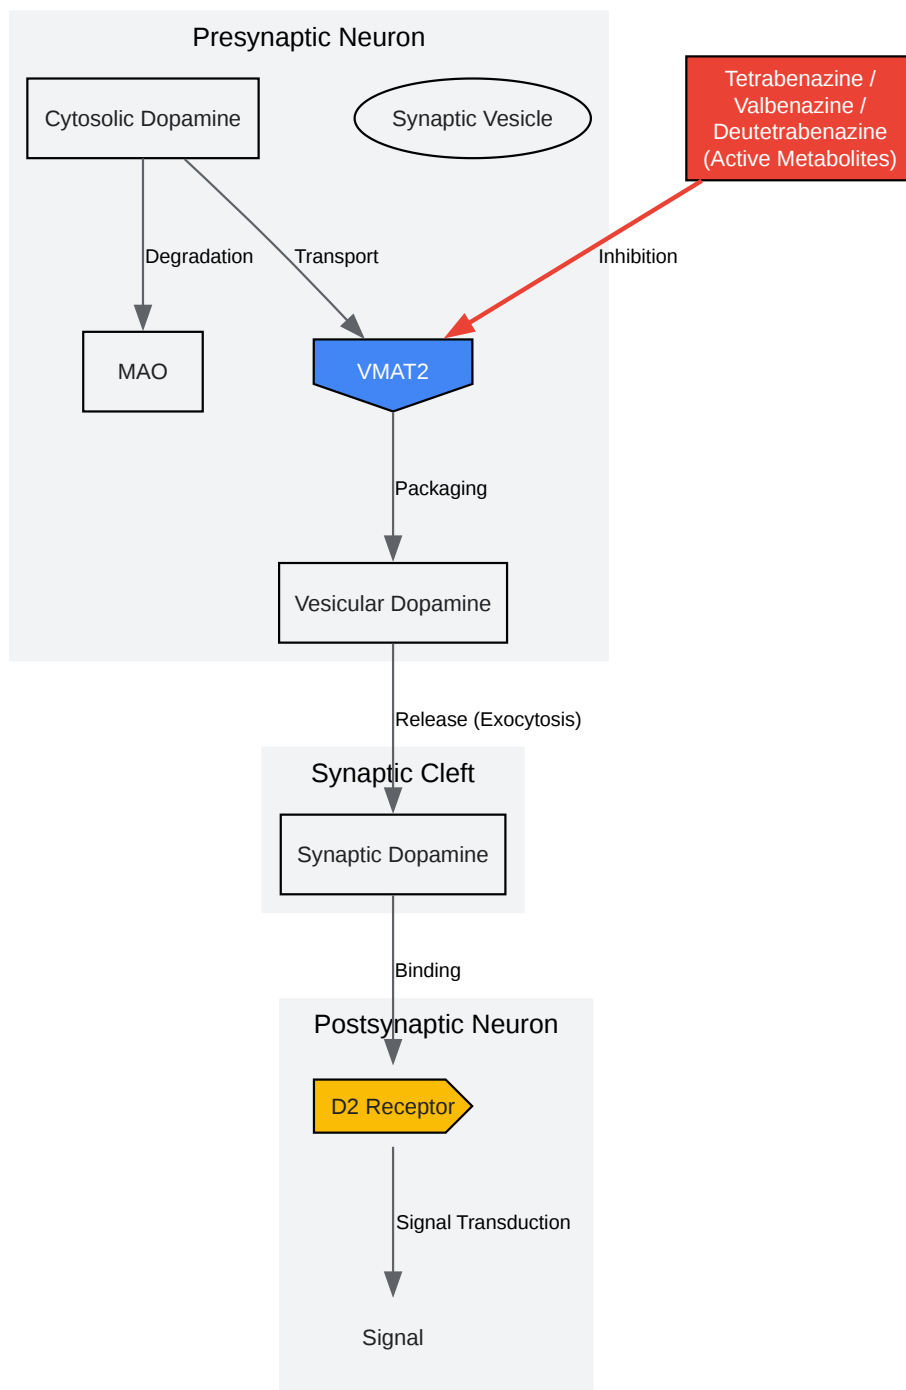 Presynaptic Neuron
Cytosolic Dopamine
Synaptic Vesicle
Tetrabenazine /
Valbenazine /
Deutetrabenazine
(Active Metabolites)
Degradation
Transport
Inhibition
MAO
VMAT2
Packaging
Vesicular Dopamine
Release (Exocytosis)
Synaptic Cleft
Synaptic Dopamine
Binding
Postsynaptic Neuron
D2 Receptor
Signal Transduction
Signal